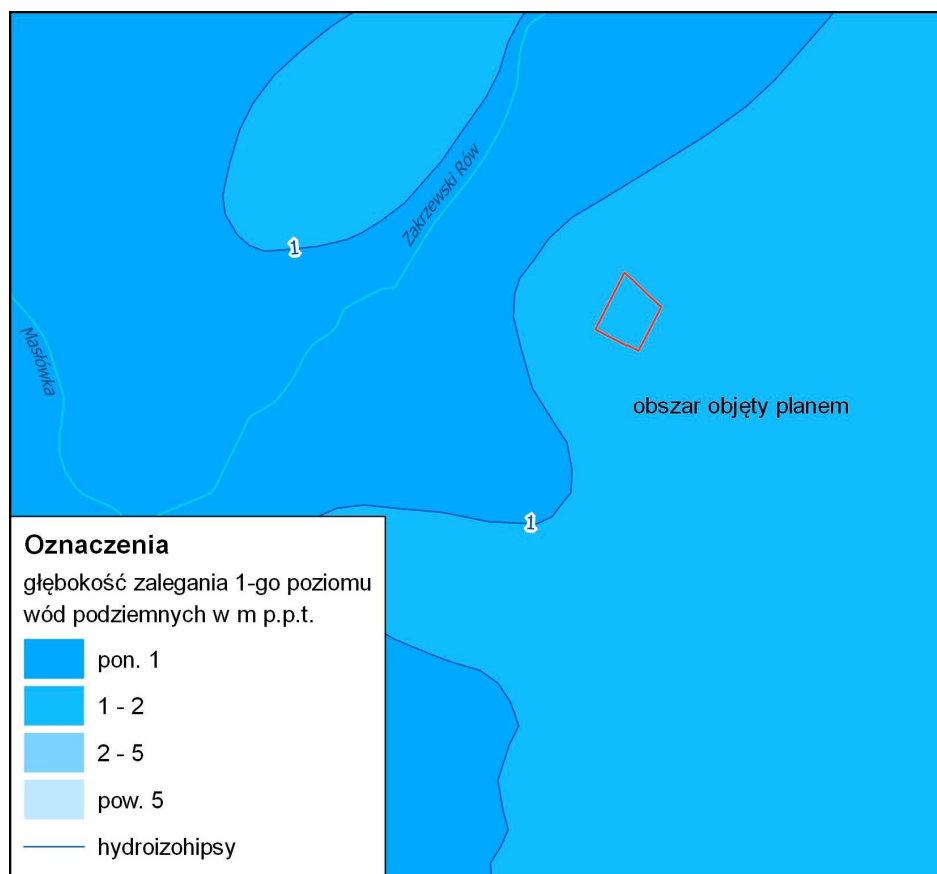 Zakrzewski Rów
1
Masłówka
obszar objęty planem
1
Oznaczenia
głębokość zalegania 1-go poziomu
wód podziemnych w m p.p.t.
pon. 1
1 - 2
2 - 5
pow. 5
hydroizohipsy